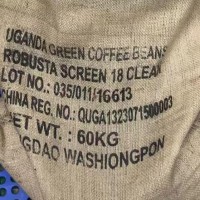 UGANDA GREEN COFFEE BEANS
ROBUSTA SCREEN 18 CLEAN
LOT NO.: 035/011/16613
CHINA REG. NO.: QUGA1323071500003
NET WT. : 60KG
WASHIONGPON